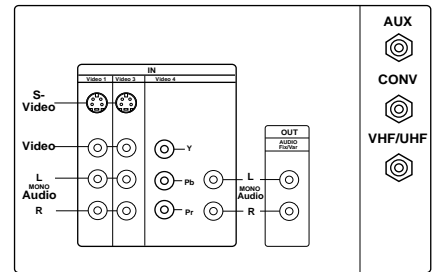 AUX
IN
Video 1 Video 3 Video 4
CONV
S-
Video
OUT
AUDIO
Fix/Var
VHF/UHF
Video
Y
L
MONO
Audio
R
Pb
Pr
L
MONO
Audio
R